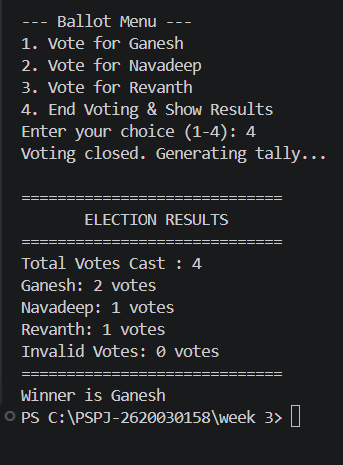 --- Ballot Menu ---
1. Vote for Ganesh
2. Vote for Navadeep
3. Vote for Revanth
4. End Voting & Show Results
Enter your choice (1-4): 4
Voting closed. Generating tally...
=============================
ELECTION RESULTS
=============================
Total Votes Cast : 4
Ganesh: 2 votes
Navadeep: 1 votes
Revanth: 1 votes
Invalid Votes: 0 votes
=============================
Winner is Ganesh
PS C:\PSPJ-2620030158\week 3>